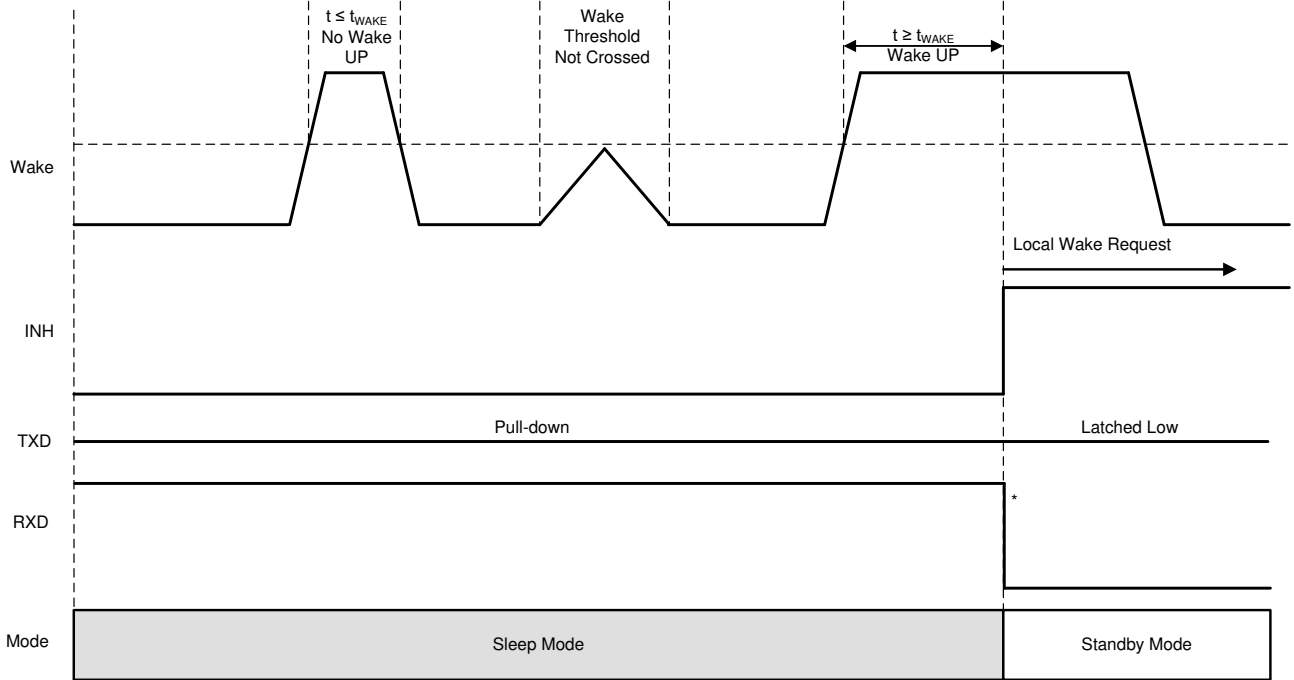 t ≤ tWAKE
No Wake
UP
Wake
Threshold
Not Crossed
t ≥ tWAKE
Wake UP
Wake
Local Wake Request
INH
TXD
Pull-down
Latched Low
RXD
*
Mode
Sleep Mode
Standby Mode